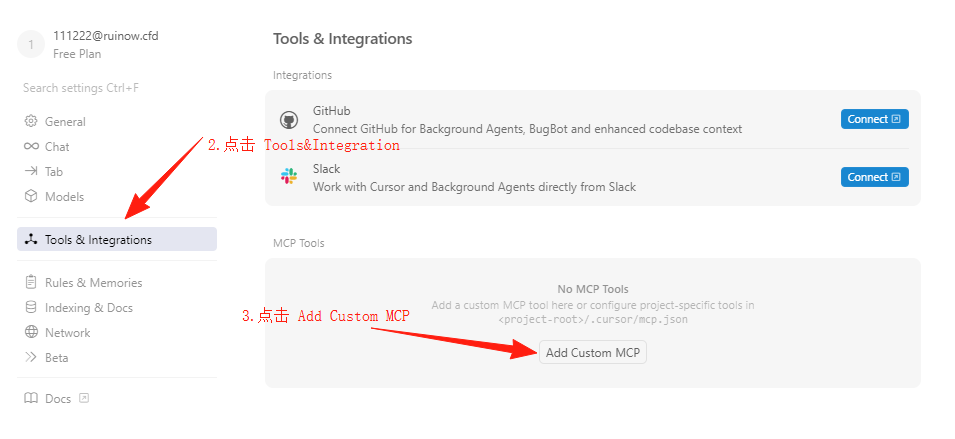 1
111222@ruinow.cfd
Free Plan
Search settings Ctrl+F
General
Chat
Tab
Models
Tools & Integrations
Rules & Memories
Indexing & Docs
Network
Beta
Docs
Tools & Integrations
Integrations
GitHub
Connect GitHub for Background Agents, BugBot and enhanced codebase context
Connect
2.点击 Tools&Integration
Slack
Work with Cursor and Background Agents directly from Slack
Connect
MCP Tools
No MCP Tools
Add a custom MCP tool here or configure project-specific tools in
<project-root>/.cursor/mcp.json
3.点击 Add Custom MCP
Add Custom MCP